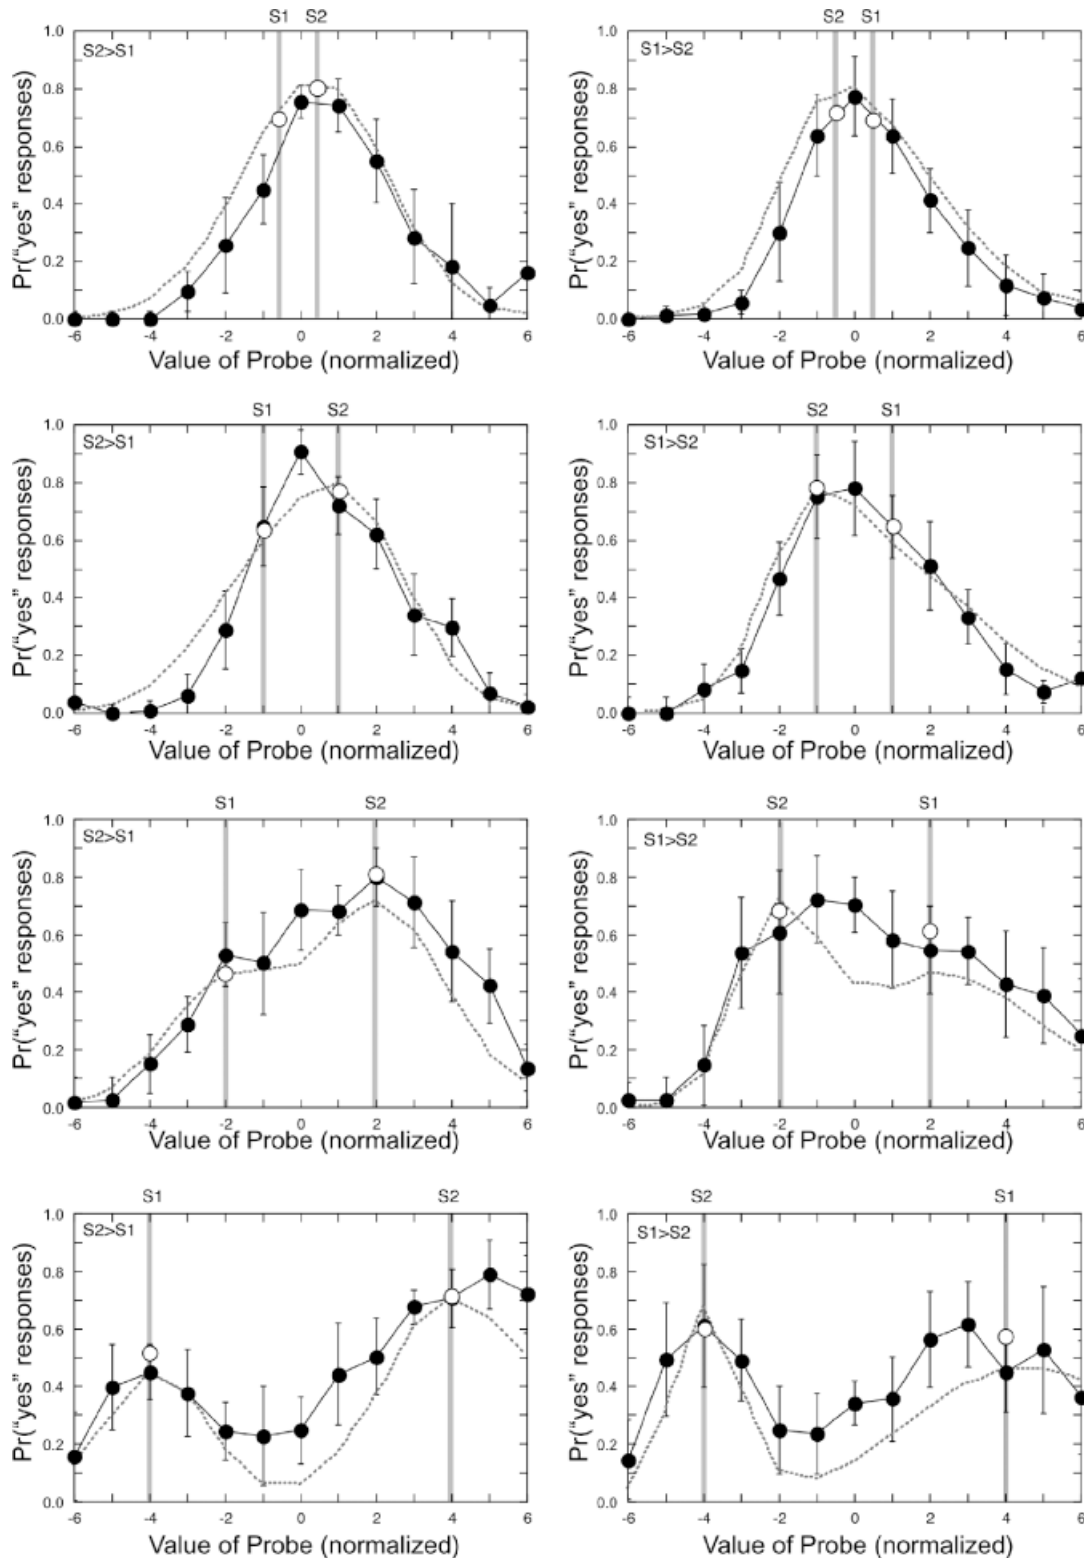 S1 S2
S2>S1
Pr("yes" responses)
1.0
0.8
0.6
0.4
0.2
0.0
-6 -4 -2 0 2 4 6
Value of Probe (normalized)
S2 S1
S1>S2
Pr("yes" responses)
1.0
0.8
0.6
0.4
0.2
0.0
-6 -4 -2 0 2 4 6
Value of Probe (normalized)
S1 S2
S2>S1
Pr("yes" responses)
1.0
0.8
0.6
0.4
0.2
0.0
-6 -4 -2 0 2 4 6
Value of Probe (normalized)
S2 S1
S1>S2
Pr("yes" responses)
1.0
0.8
0.6
0.4
0.2
0.0
-6 -4 -2 0 2 4 6
Value of Probe (normalized)
S1 S2
S2>S1
Pr("yes" responses)
1.0
0.8
0.6
0.4
0.2
0.0
-6 -4 -2 0 2 4 6
Value of Probe (normalized)
S2 S1
S1>S2
Pr("yes" responses)
1.0
0.8
0.6
0.4
0.2
0.0
-6 -4 -2 0 2 4 6
Value of Probe (normalized)
S1 S2
S2>S1
Pr("yes" responses)
1.0
0.8
0.6
0.4
0.2
0.0
-6 -4 -2 0 2 4 6
Value of Probe (normalized)
S2 S1
S1>S2
Pr("yes" responses)
1.0
0.8
0.6
0.4
0.2
0.0
-6 -4 -2 0 2 4 6
Value of Probe (normalized)